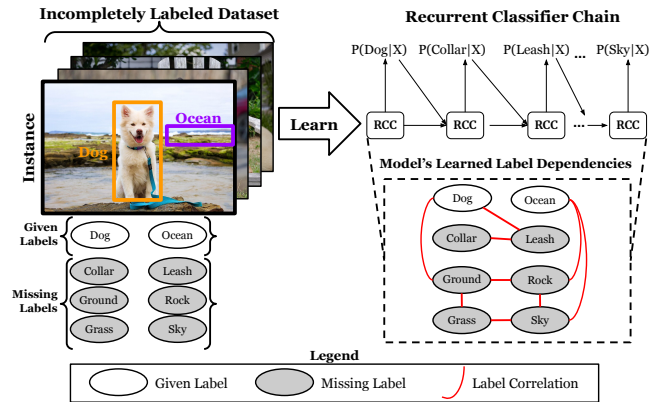 Incompletely Labeled Dataset
Recurrent Classifier Chain
Instance
Dog
Ocean
Given
Labels
Dog
Ocean
Missing
Labels
Collar
Leash
Ground
Rock
Grass
Sky
Learn
P(Dog|X) P(Collar|X) P(Leash|X) ... P(Sky|X)
RCC RCC RCC ... RCC
Model's Learned Label Dependencies
Dog
Ocean
Collar
Leash
Ground
Rock
Grass
Sky
Legend
Given Label
Missing Label
Label Correlation